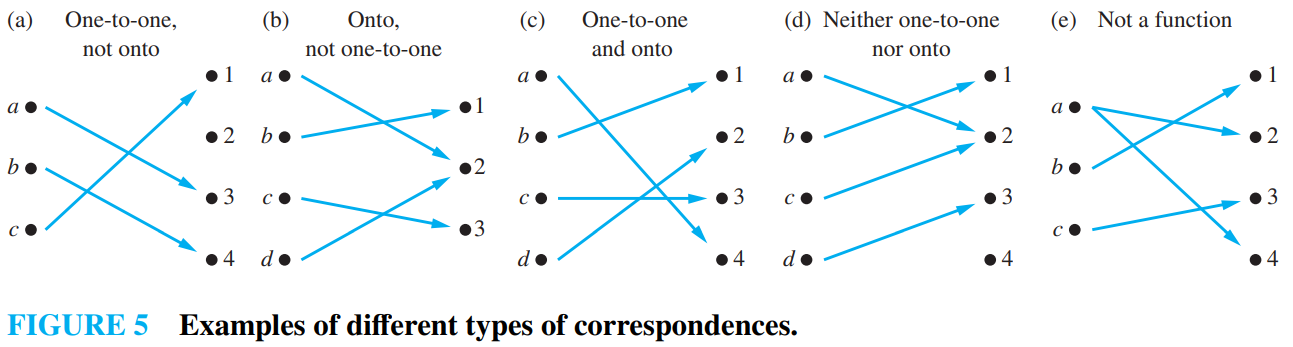 (a) One-to-one,
not onto
a
b
c
1
2
3
4
(b) Onto,
not one-to-one
a
b
c
d
1
2
3
(c) One-to-one
and onto
a
b
c
d
1
2
3
4
(d) Neither one-to-one
nor onto
a
b
c
d
1
2
3
4
(e) Not a function
a
b
c
1
2
3
4
FIGURE 5 Examples of different types of correspondences.